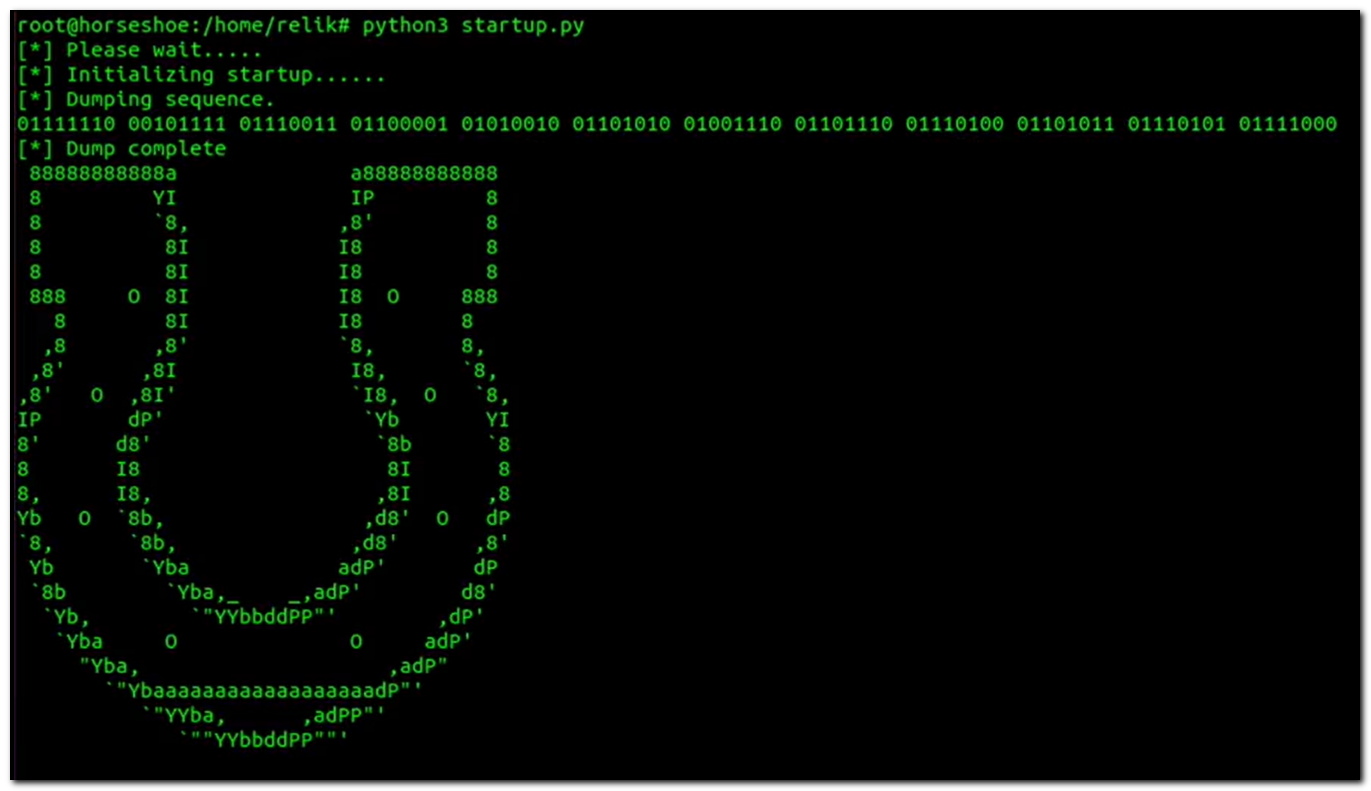 root@horseshoe:/home/relik# python3 startup.py
[*] Please wait.....
[*] Initializing startup......
[*] Dumping sequence.
01111110 00101111 01110011 01100001 01010010 01101010 01001110 01101110 01110100 01101011 01110101 01111000
[*] Dump complete
 88888888888a              a88888888888
 8         YI              IP         8
 8         `8,            ,8'         8
 8          8I            I8          8
 8          8I            I8          8
 888     O  8I            I8  O     888
   8        8I            I8        8
  ,8       ,8'            `8,       8,
 ,8'      ,8I              I8,      `8,
,8'   O  ,8I'              `I8,  O   `8,
IP       dP'                `Yb       YI
8'      d8'                  `8b      `8
8       I8                    8I       8
8,      I8,                  ,8I      ,8
Yb   O  `8b,                ,d8'  O   dP
`8,      `8b,              ,d8'      ,8'
 Yb       `Yba            adP'       dP
 `8b        `Yba,_    _,adP'        d8'
  `Yb,        `"YYbbddPP"'        ,dP'
   `Yba     O              O     adP'
     "Yba,                    ,adP"
       `"YbaaaaaaaaaaaaaaaaaaadP"'
          `"YYba,      ,adPP"'
             `""YYbbddPP""'